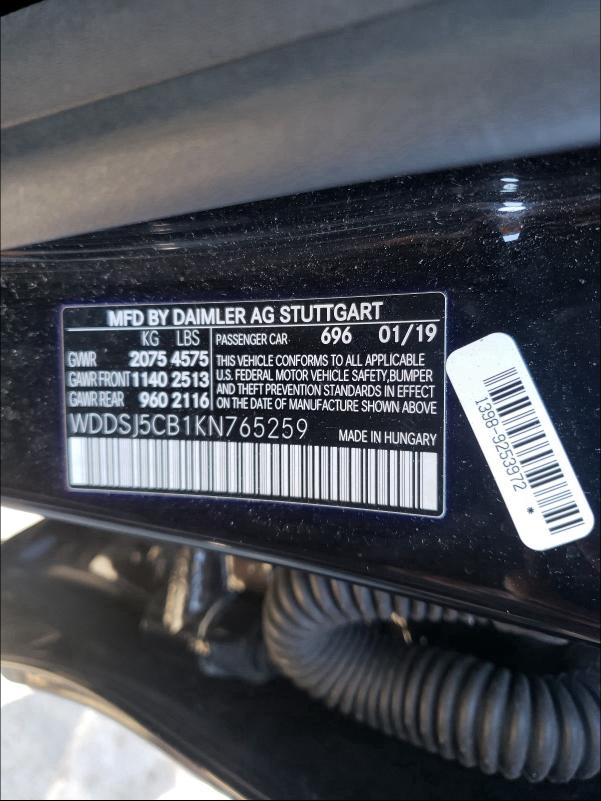 MFD BY DAIMLER AG STUTTGART
KG LBS PASSENGER CAR 696 01/19
GVWR 2075 4575 THIS VEHICLE CONFORMS TO ALL APPLICABLE
GAWR FRONT 1140 2513 U.S. FEDERAL MOTOR VEHICLE SAFETY,BUMPER
GAWR REAR 960 2116 AND THEFT PREVENTION STANDARDS IN EFFECT
ON THE DATE OF MANUFACTURE SHOWN ABOVE
WDDSJ5CB1KN765259 MADE IN HUNGARY
1398-9253972 *